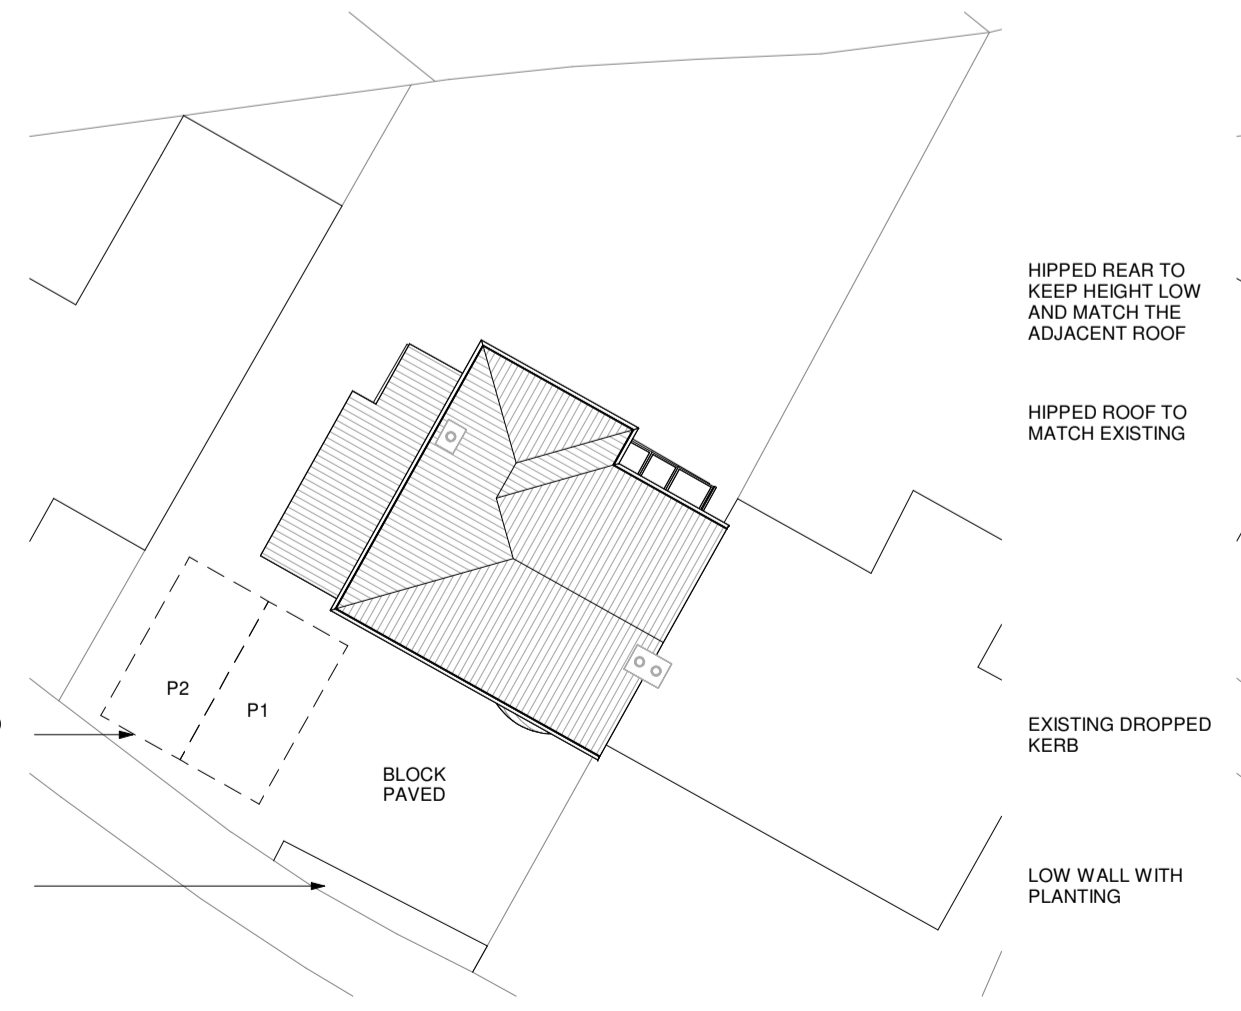 HIPPED REAR TO
KEEP HEIGHT LOW
AND MATCH THE
ADJACENT ROOF
HIPPED ROOF TO
MATCH EXISTING
P2
P1
EXISTING DROPPED
KERB
BLOCK
PAVED
LOW WALL WITH
PLANTING